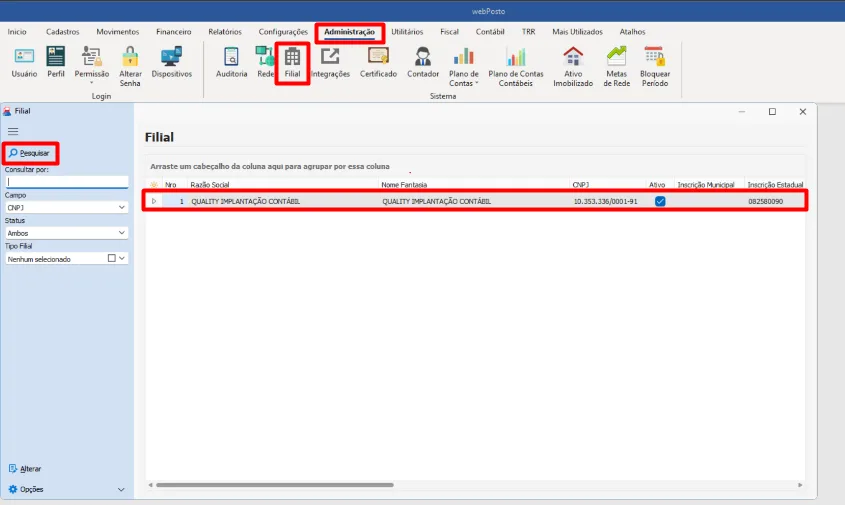 webPosto
Inicio Cadastros Movimentos Financeiro Relatórios Configurações Administração Utilitários Fiscal Contábil TRR Mais Utilizados Atalhos
Usuário Perfil Permissão Alterar Senha Dispositivos Auditoria Rede Filial Integrações Certificado Contador Plano de Contas Plano de Contas Contábeis Ativo Imobilizado Metas de Rede Bloquear Período
Login Sistema
Filial
Filial
Pesquisar
Consultar por:
Campo
CNPJ
Status
Ambos
Tipo Filial
Nenhum selecionado
Arraste um cabeçalho da coluna aqui para agrupar por essa coluna
Nro Razão Social Nome Fantasia CNPJ Ativo Inscrição Municipal Inscrição Estadual
1 QUALITY IMPLANTAÇÃO CONTÁBIL QUALITY IMPLANTAÇÃO CONTÁBIL 10.353.336/0001-91 082580090
Alterar
Opções